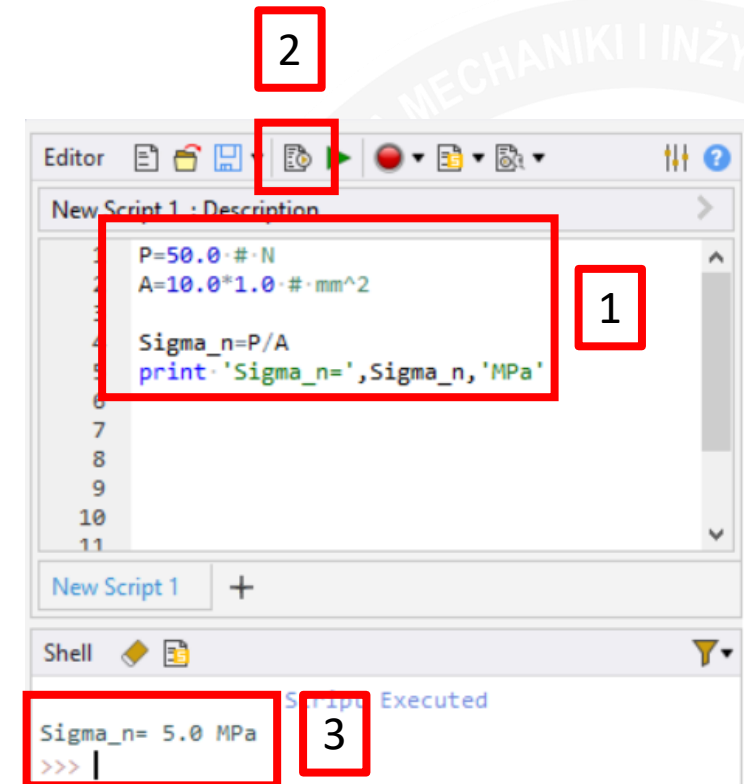 2
MECHANIKI I INŻY
Editor
New Script 1 : Description
1 P=50.0 # N
2 A=10.0*1.0 # mm^2
3
4 Sigma_n=P/A
5 print 'Sigma_n=',Sigma_n,'MPa'
6
7
8
9
10
11
1
New Script 1 +
Shell
Script Executed
Sigma_n= 5.0 MPa
>>>
3